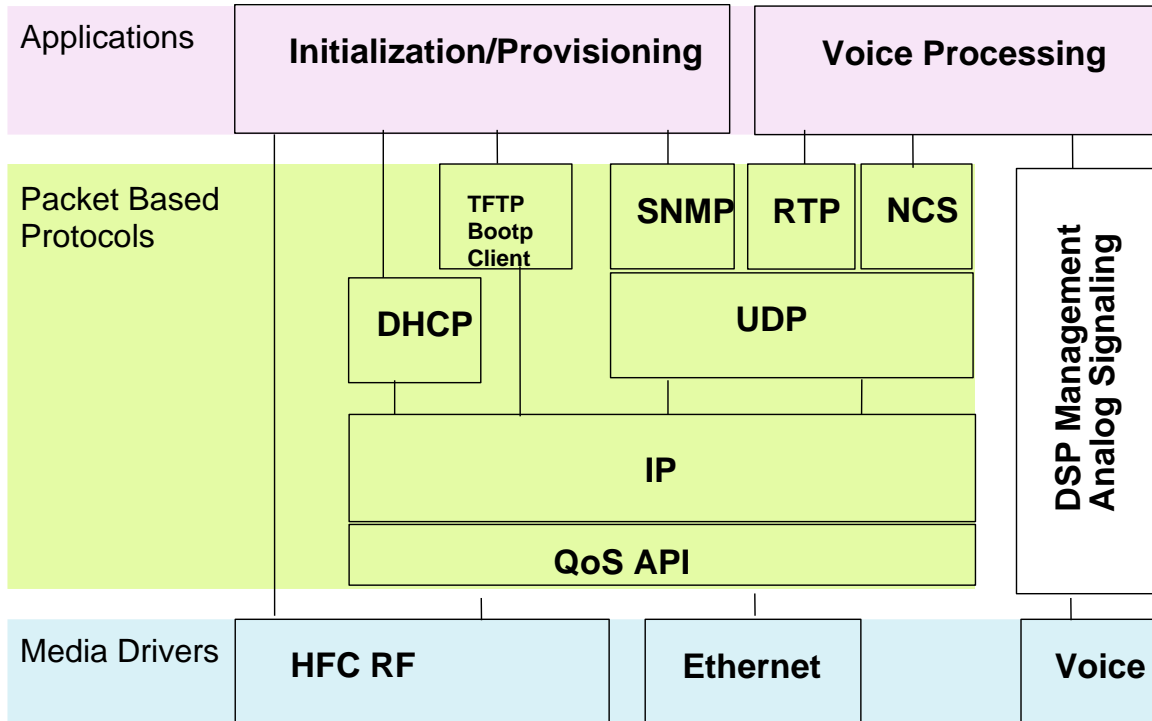 Applications
Initialization/Provisioning
Voice Processing
Packet Based
Protocols
TFTP
Bootp
Client
SNMP
RTP
NCS
DHCP
UDP
IP
QoS API
DSP Management
Analog Signaling
Media Drivers
HFC RF
Ethernet
Voice